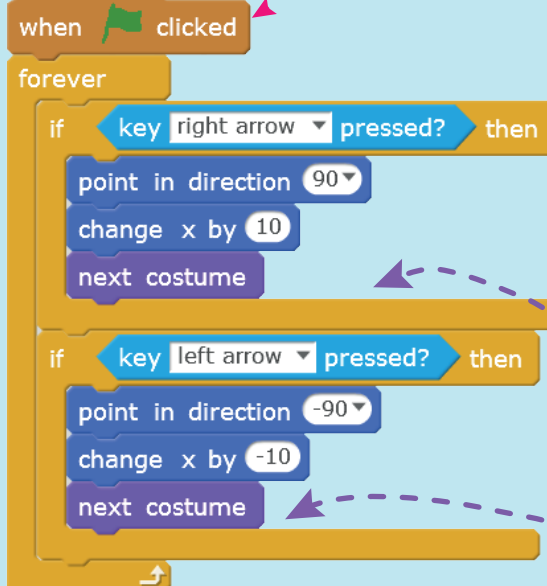 when clicked
forever
if key right arrow pressed? then
point in direction 90
change x by 10
next costume
if key left arrow pressed? then
point in direction -90
change x by -10
next costume